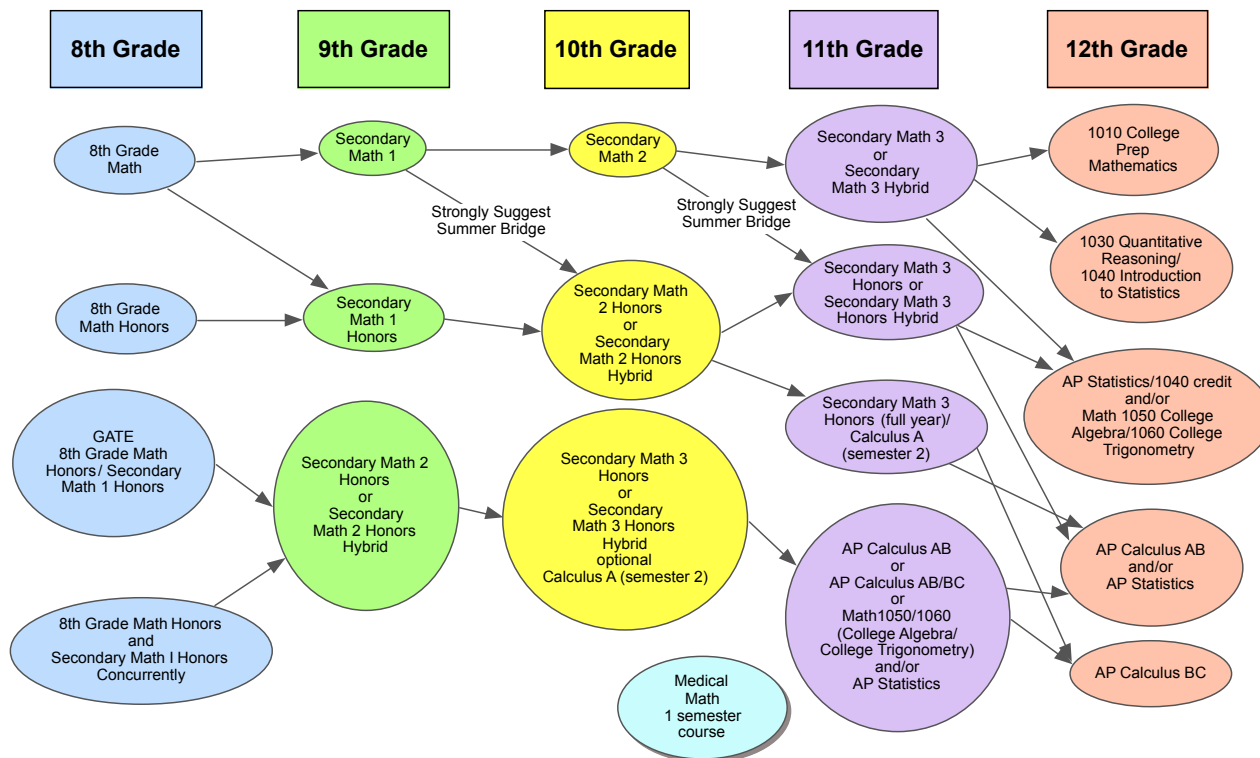 8th Grade
9th Grade
10th Grade
11th Grade
12th Grade
8th Grade
Math
Secondary
Math 1
Secondary
Math 2
Secondary Math 3
or
Secondary
Math 3 Hybrid
1010 College
Prep
Mathematics
Strongly Suggest
Summer Bridge
Strongly Suggest
Summer Bridge
1030 Quantitative
Reasoning/
1040 Introduction
to Statistics
8th Grade
Math Honors
Secondary
Math 1
Honors
Secondary Math
2 Honors
or
Secondary
Math 2 Honors
Hybrid
Secondary Math 3
Honors or
Secondary Math 3
Honors Hybrid
Secondary Math 3
Honors (full year)/
Calculus A
(semester 2)
AP Statistics/1040 credit
and/or
Math 1050 College
Algebra/1060 College
Trigonometry
GATE
8th Grade Math
Honors/ Secondary
Math 1 Honors
Secondary Math 2
Honors
or
Secondary
Math 2 Honors
Hybrid
Secondary Math 3
Honors
or
Secondary
Math 3 Honors
Hybrid
optional
Calculus A (semester 2)
AP Calculus AB
or
AP Calculus AB/BC
or
Math1050/1060
(College Algebra/
College Trigonometry)
and/or
AP Statistics
AP Calculus AB
and/or
AP Statistics
8th Grade Math Honors
and
Secondary Math I Honors
Concurrently
AP Calculus BC
Medical
Math
1 semester
course